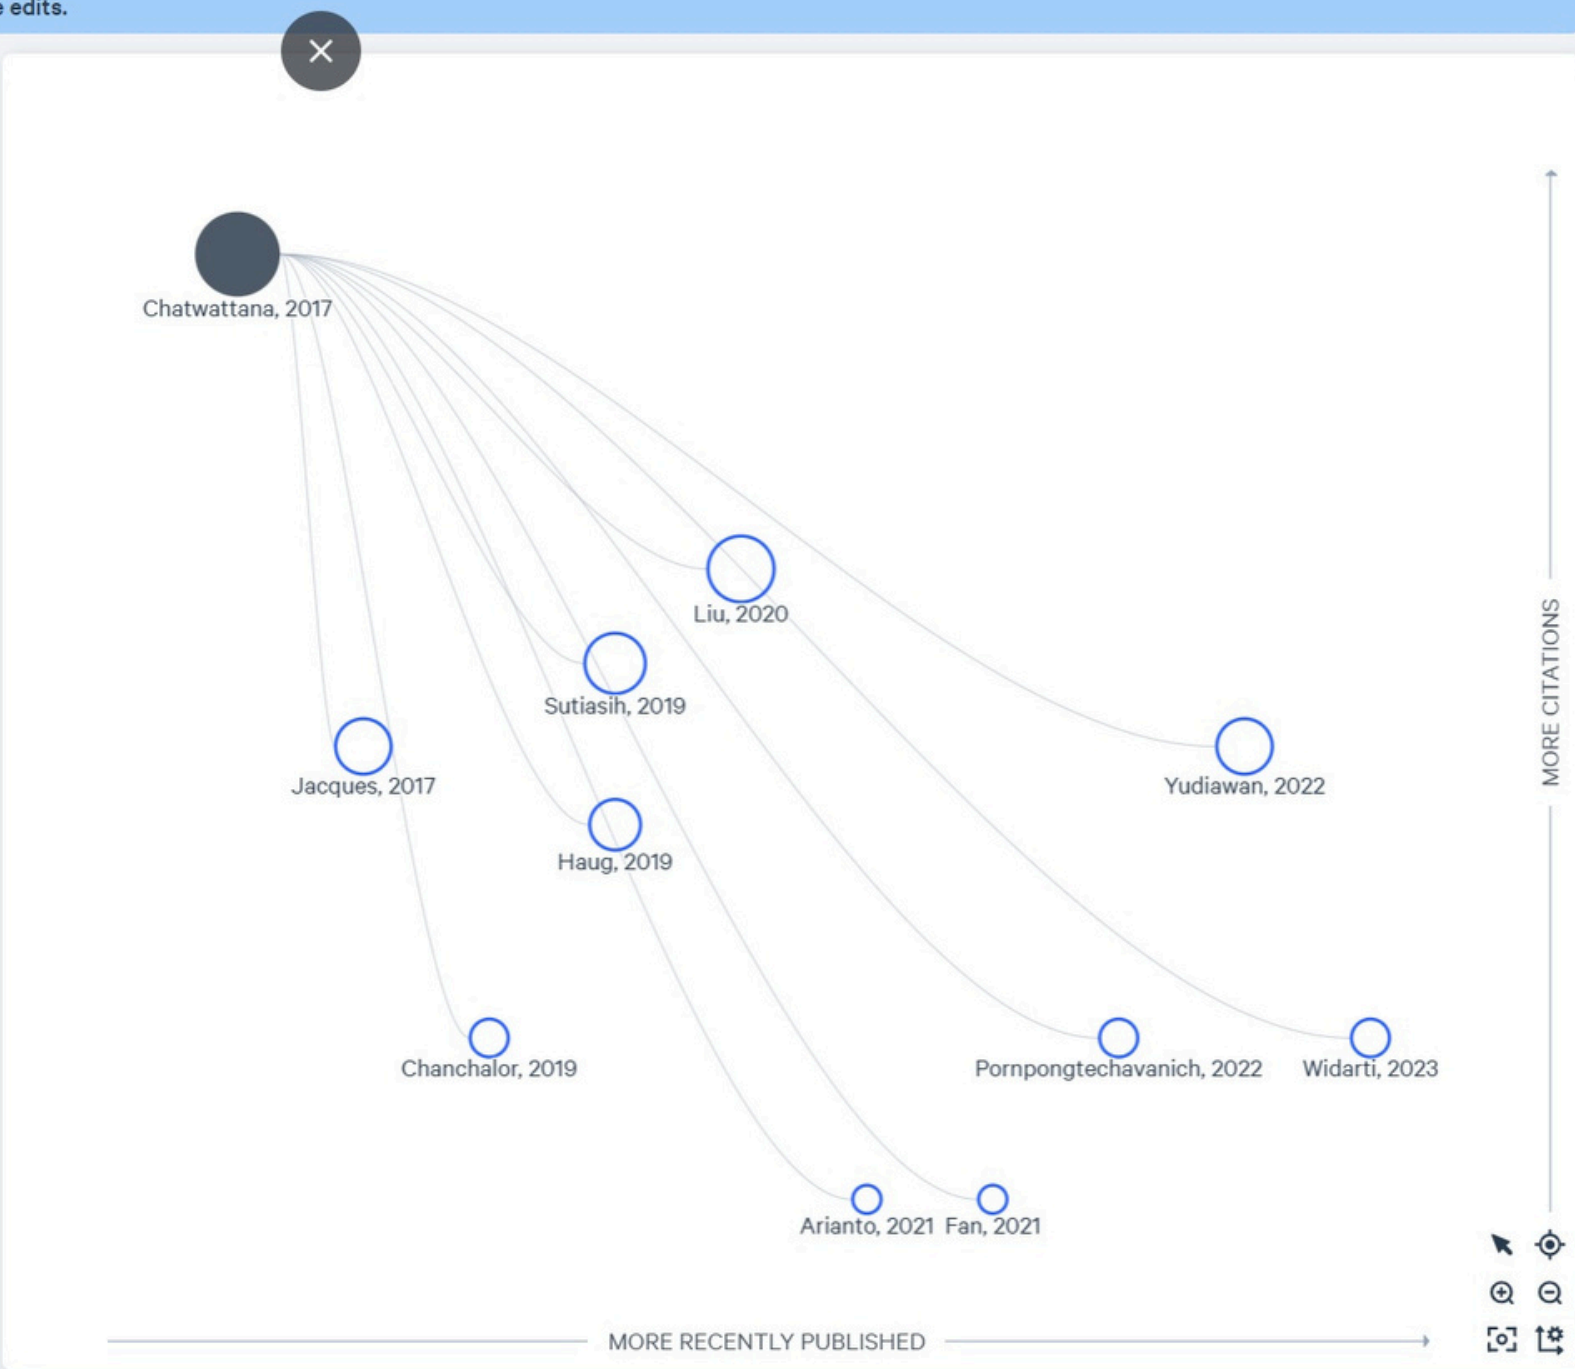 edits.
Chatwattana, 2017
Liu, 2020
Sutiasih, 2019
Jacques, 2017
Yudiawan, 2022
Haug, 2019
Chanchalor, 2019
Pornpongtechavanich, 2022
Widarti, 2023
Arianto, 2021
Fan, 2021
MORE CITATIONS
MORE RECENTLY PUBLISHED